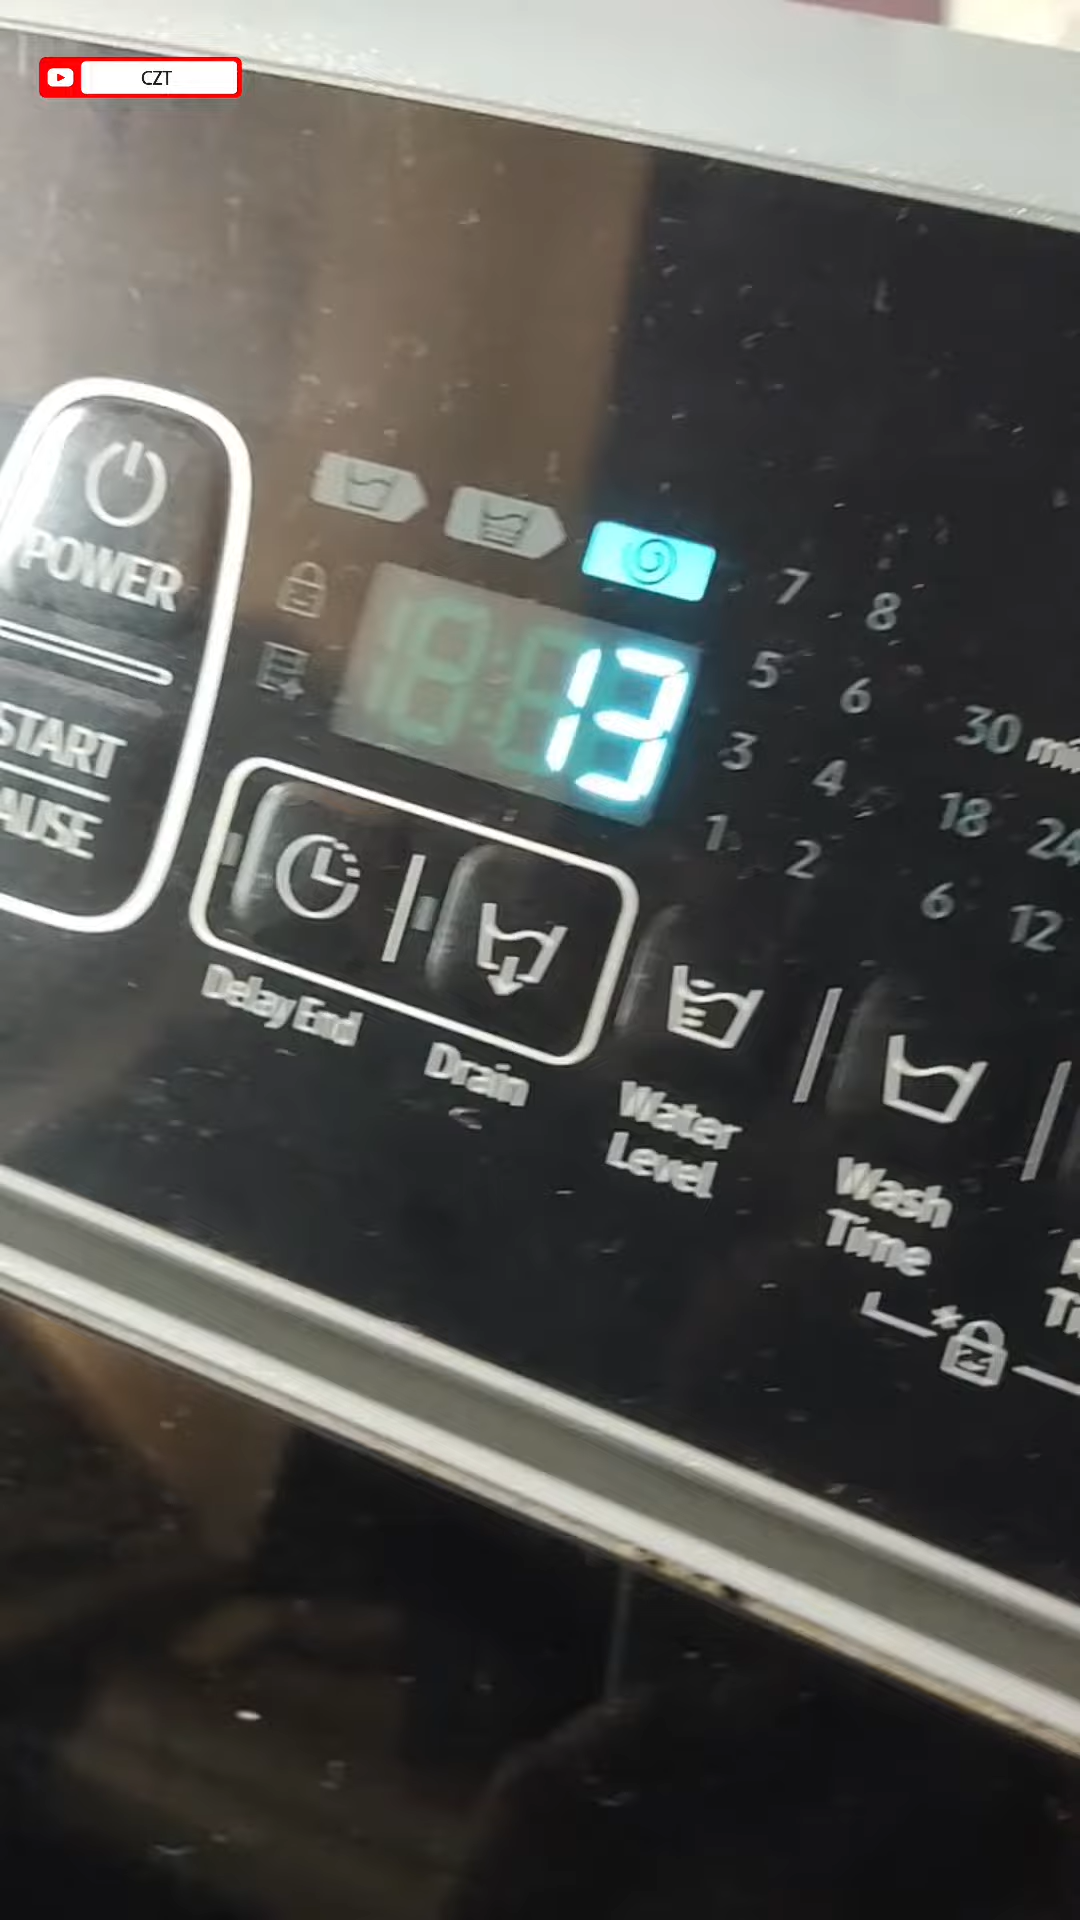 CZT
POWER
START
AUSE
13
7 8
5 6
3 4
1 2
30 mi
18 24
6 12
Delay End
Drain
Water
Level
Wash
Time
*